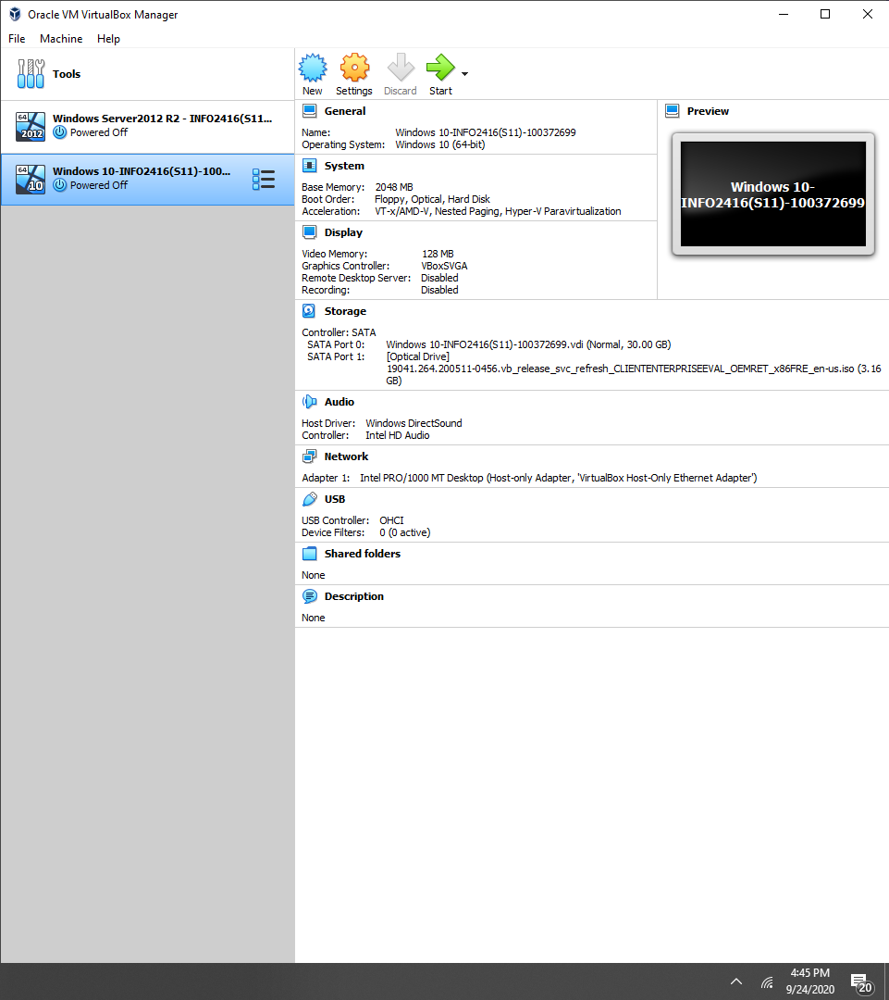 Oracle VM VirtualBox Manager
File Machine Help
Tools
64 2012
Windows Server2012 R2 - INFO2416(S11...
Powered Off
64 10
Windows 10-INFO2416(S11)-100...
Powered Off
New Settings Discard Start
General
Name: Windows 10-INFO2416(S11)-100372699
Operating System: Windows 10 (64-bit)
Preview
Windows 10-
INFO2416(S11)-100372699
System
Base Memory: 2048 MB
Boot Order: Floppy, Optical, Hard Disk
Acceleration: VT-x/AMD-V, Nested Paging, Hyper-V Paravirtualization
Display
Video Memory: 128 MB
Graphics Controller: VBoxSVGA
Remote Desktop Server: Disabled
Recording: Disabled
Storage
Controller: SATA
SATA Port 0: Windows 10-INFO2416(S11)-100372699.vdi (Normal, 30.00 GB)
SATA Port 1: [Optical Drive]
19041.264.200511-0456.vb_release_svc_refresh_CLIENTENTERPRISEEVAL_OEMRET_x86FRE_en-us.iso (3.16
GB)
Audio
Host Driver: Windows DirectSound
Controller: Intel HD Audio
Network
Adapter 1: Intel PRO/1000 MT Desktop (Host-only Adapter, 'VirtualBox Host-Only Ethernet Adapter')
USB
USB Controller: OHCI
Device Filters: 0 (0 active)
Shared folders
None
Description
None
4:45 PM
9/24/2020
20